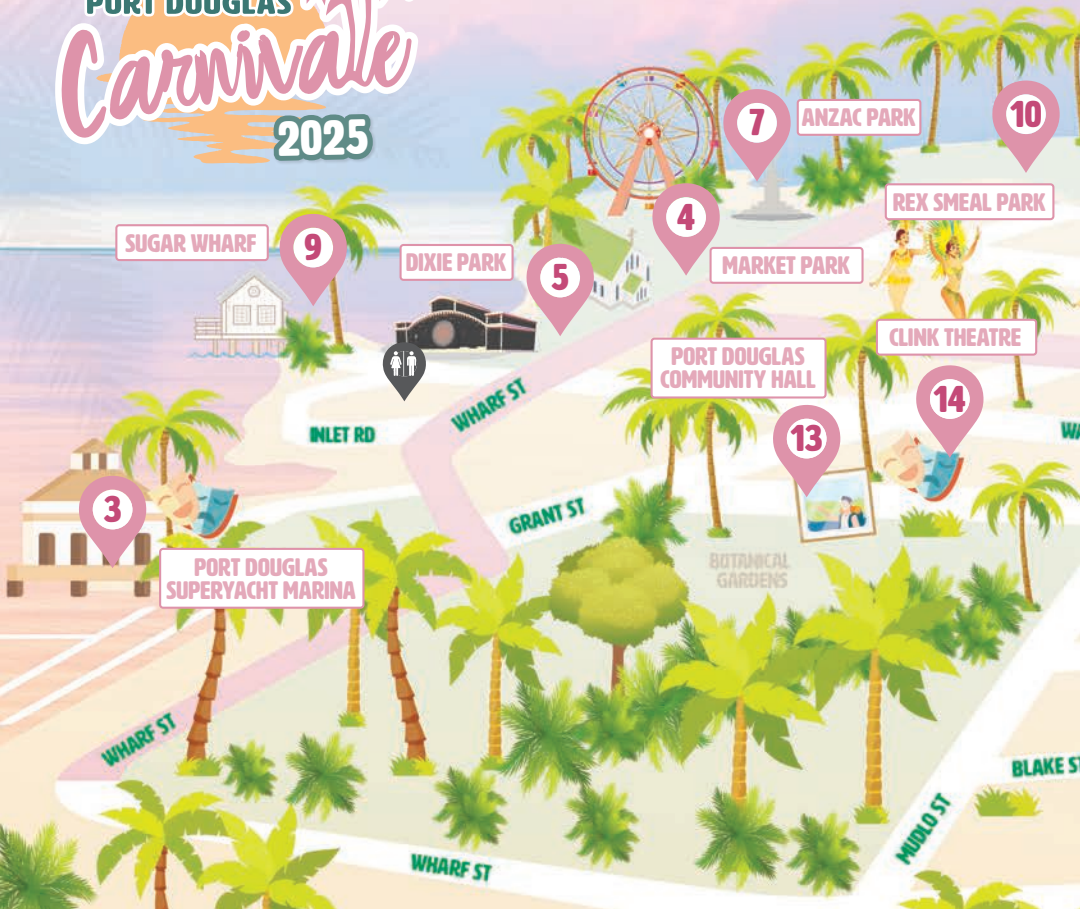 PORT DOUGLAS
Carnivale
2025
7
ANZAC PARK
10
REX SMEAL PARK
4
SUGAR WHARF
9
DIXIE PARK
5
MARKET PARK
CLINK THEATRE
PORT DOUGLAS
COMMUNITY HALL
14
13
WHARF ST
INLET RD
GRANT ST
3
BOTANICAL
GARDENS
PORT DOUGLAS
SUPERYACHT MARINA
WHARF ST
BLAKE ST
MUDLO ST
WHARF ST